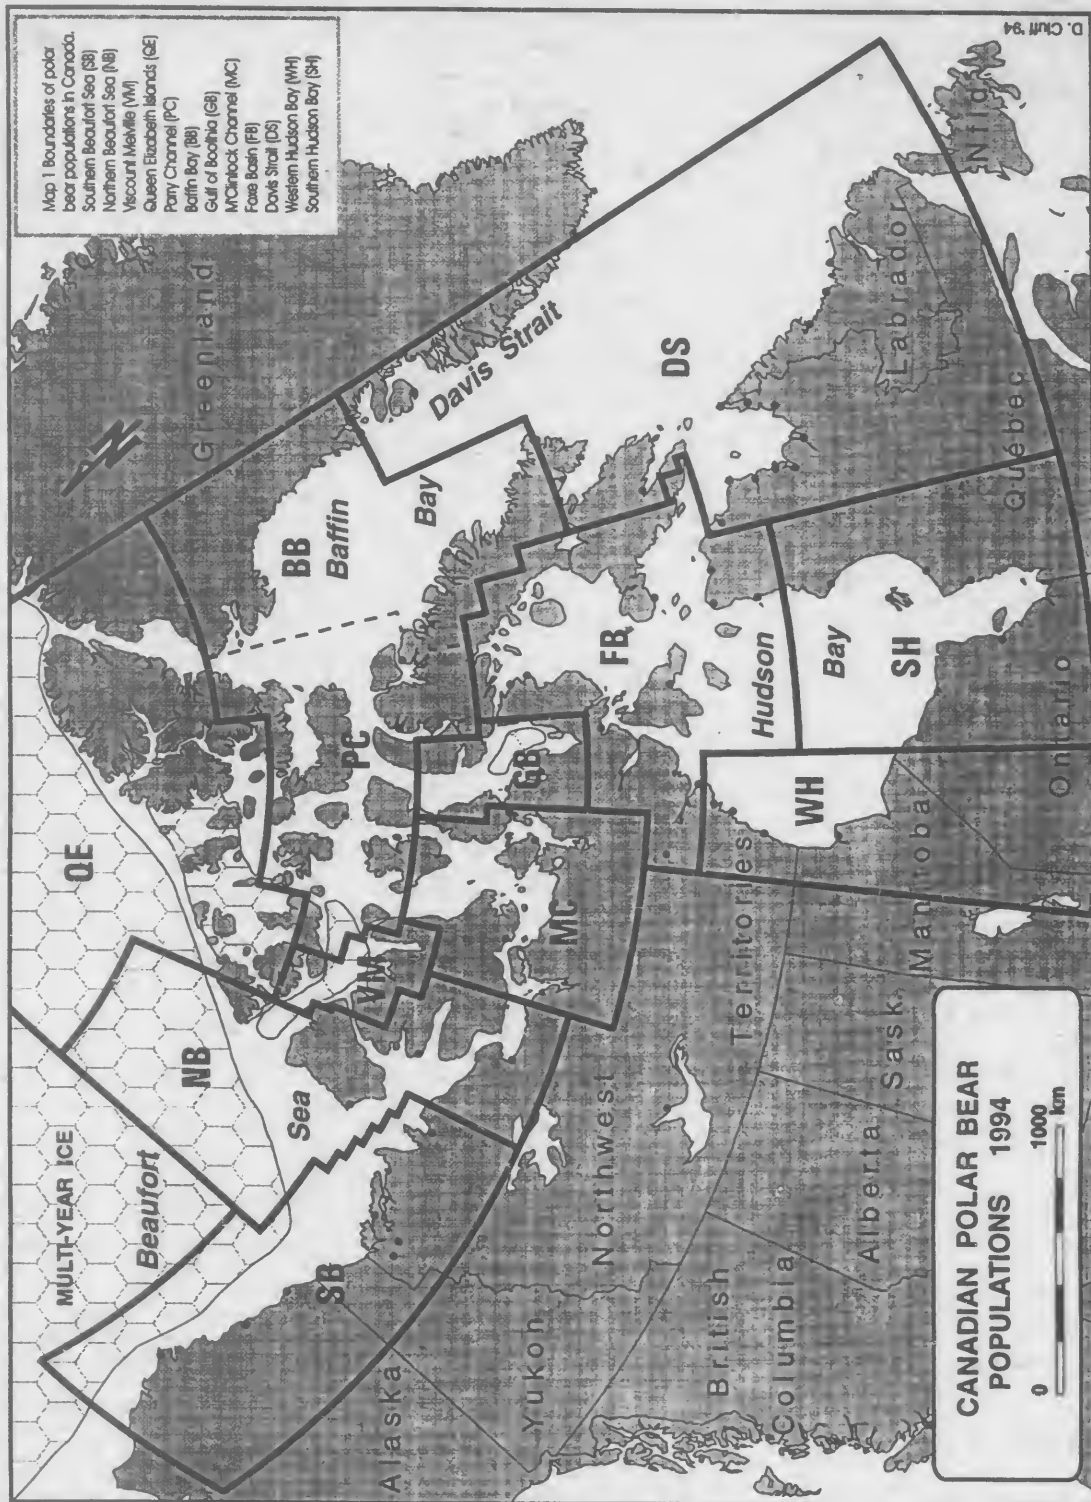 Map 1 Boundaries of polar
bear populations in Canada.
Southern Beaufort Sea (SB)
Northern Beaufort Sea (NB)
Viscount Melville (VM)
Queen Elizabeth Islands (QE)
Parry Channel (PC)
Baffin Bay (BB)
Gulf of Boothia (GB)
M'Clintock Channel (MC)
Foxe Basin (FB)
Davis Strait (DS)
Western Hudson Bay (WH)
Southern Hudson Bay (SH)
MULTI-YEAR ICE
Beaufort
Sea
NB
QE
Greenland
N
BB
Baffin
Bay
Davis Strait
DS
PC
VM
GB
MC
FB
SB
Hudson
Bay
WH
SH
Alaska
Yukon
Northwest
Territories
British
Columbia
Alberta
Sask
Manitoba
Ontario
Québec
Labrador
Nfld
CANADIAN POLAR BEAR
POPULATIONS 1994
0 1000
km
D. Cluff '94